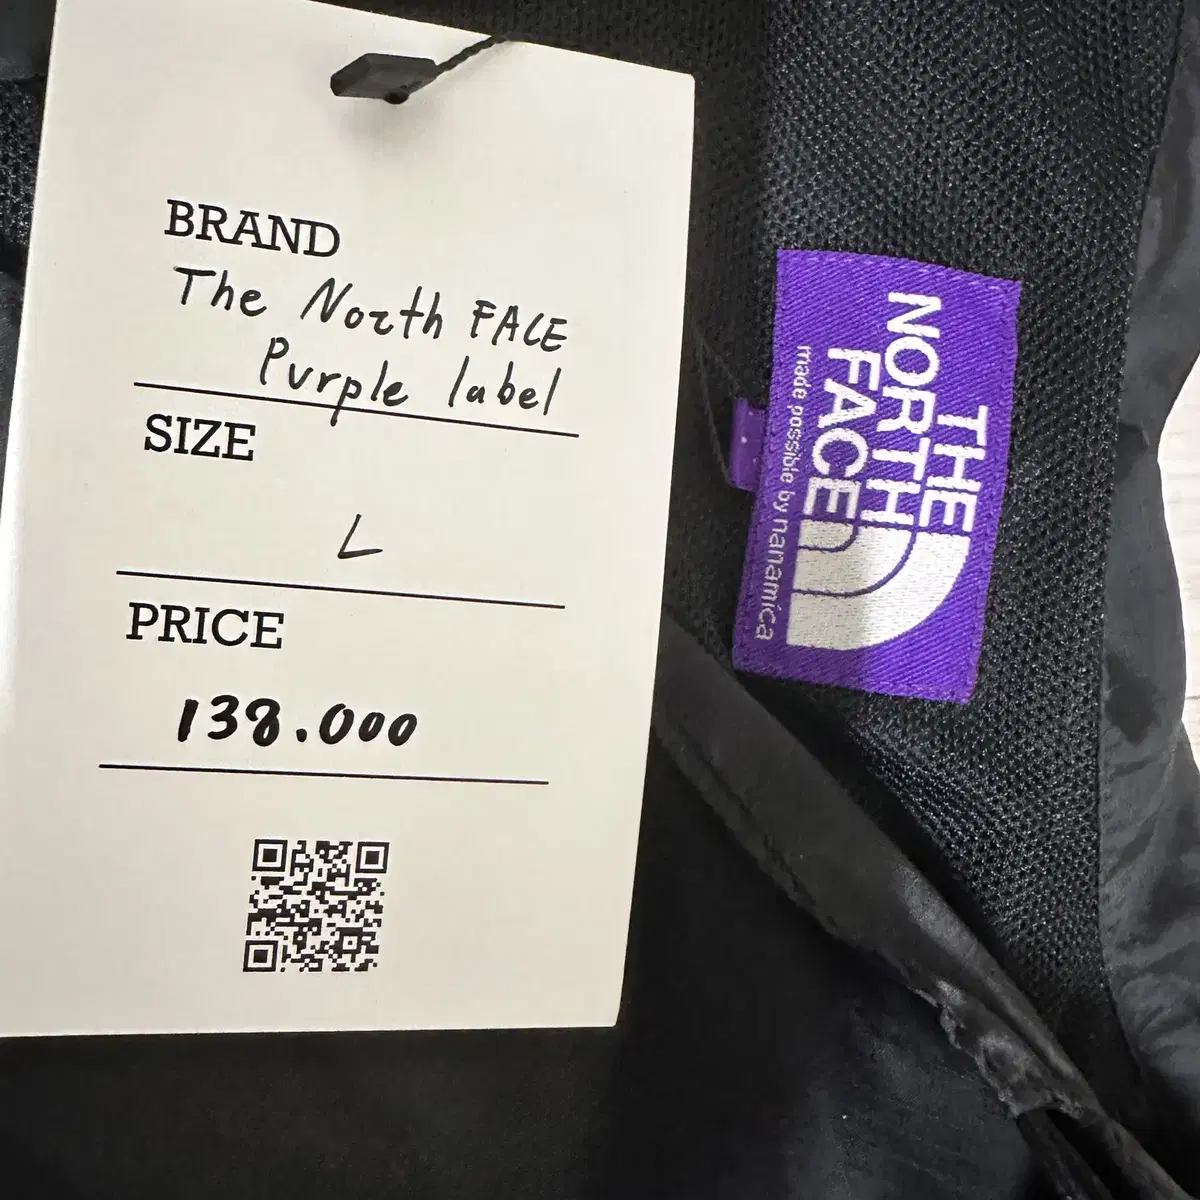 BRAND
The North FACE
Purple label
SIZE
L
PRICE
138.000
THE
NORTH
FACE
made possible by nanamica